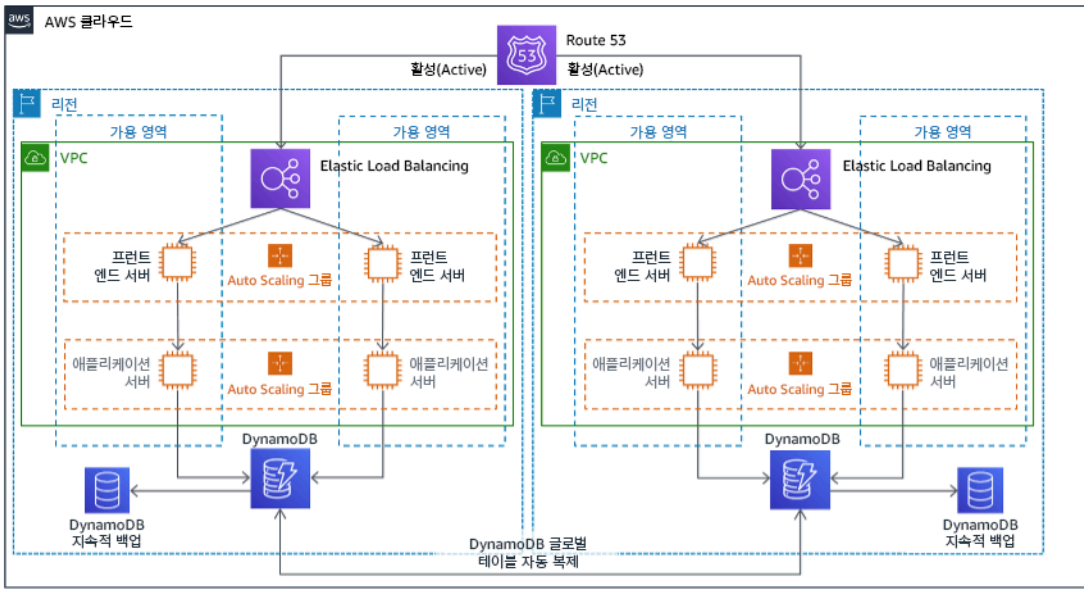 aws
AWS 클라우드
53
Route 53
활성(Active)
활성(Active)
리전
가용 영역
가용 영역
VPC
Elastic Load Balancing
프런트
엔드 서버
Auto Scaling 그룹
프런트
엔드 서버
애플리케이션
서버
Auto Scaling 그룹
애플리케이션
서버
DynamoDB
DynamoDB
지속적 백업
리전
가용 영역
가용 영역
VPC
Elastic Load Balancing
프런트
엔드 서버
Auto Scaling 그룹
프런트
엔드 서버
애플리케이션
서버
Auto Scaling 그룹
애플리케이션
서버
DynamoDB
DynamoDB
지속적 백업
DynamoDB 글로벌
테이블 자동 복제